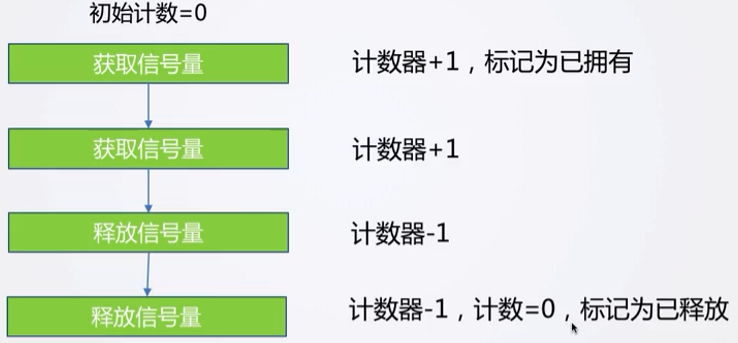 初始计数=0
获取信号量
计数器+1，标记为已拥有
获取信号量
计数器+1
释放信号量
计数器-1
释放信号量
计数器-1，计数=0，标记为已释放